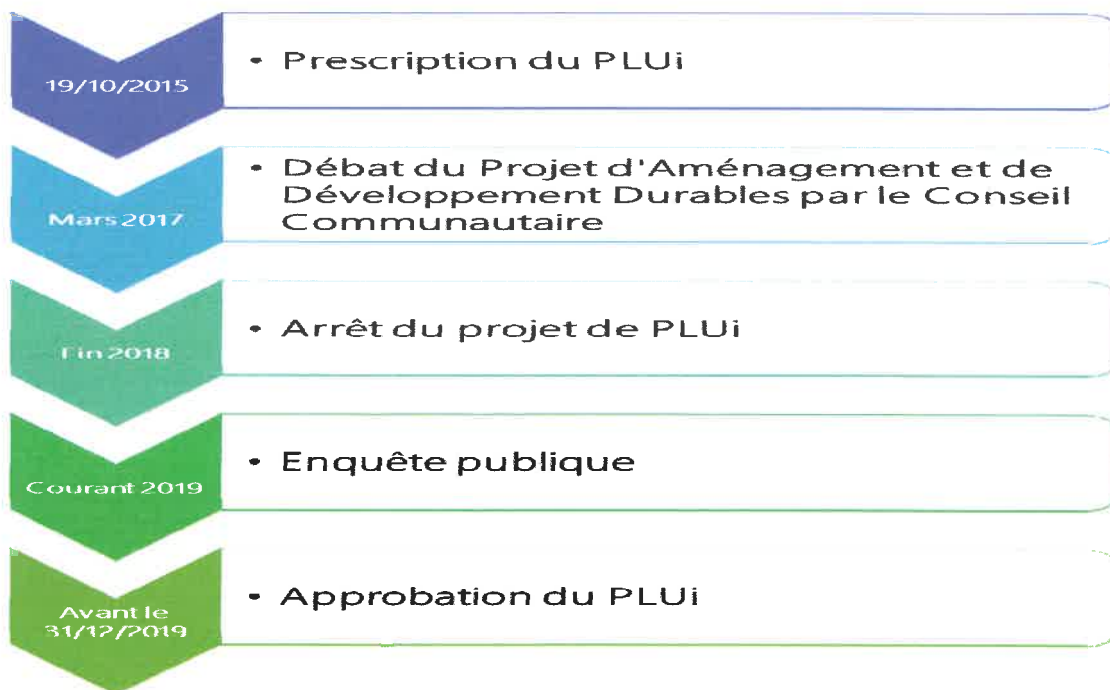 19/10/2015
• Prescription du PLUi
Mars 2017
• Débat du Projet d'Aménagement et de
Développement Durables par le Conseil
Communautaire
Fin 2018
• Arrêt du projet de PLUi
Courant 2019
• Enquête publique
Avant le
31/12/2019
• Approbation du PLUi